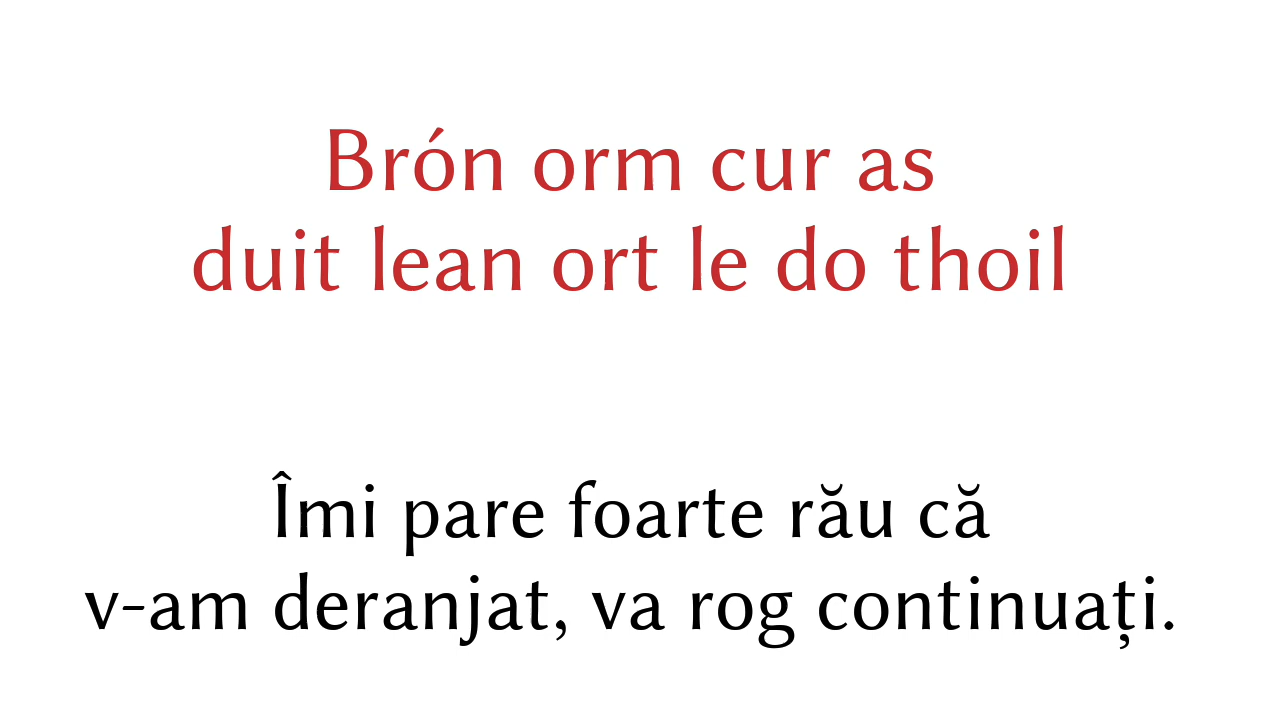 Brón orm cur as
duit lean ort le do thoil
Îmi pare foarte rău că
v-am deranjat, va rog continuați.